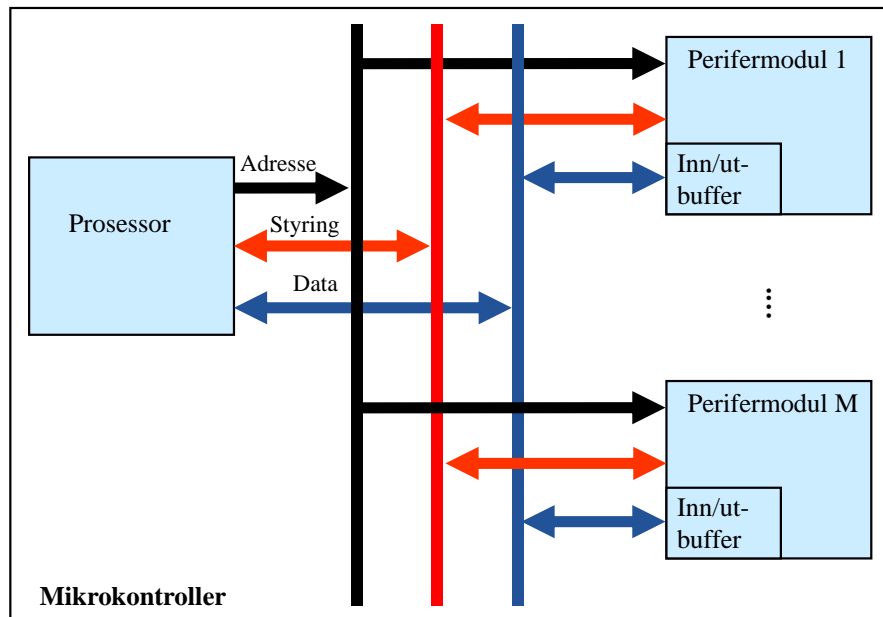 Perifermodul 1
Inn/ut-
buffer
Adresse
Prosessor
Styring
Data
Perifermodul M
Inn/ut-
buffer
Mikrokontroller